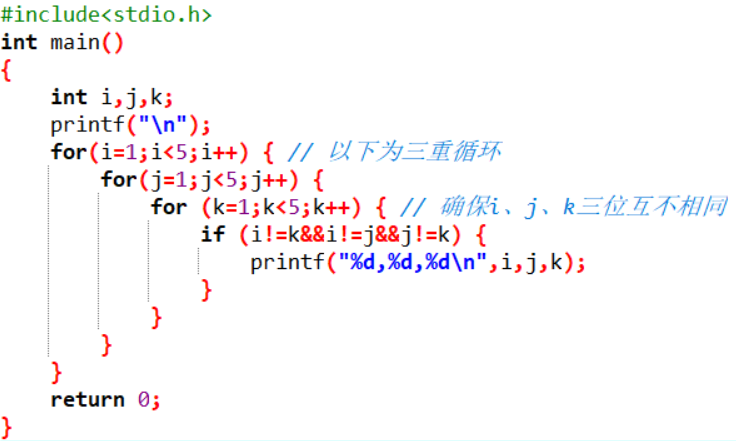 #include<stdio.h>
int main()
{
    int i,j,k;
    printf("\n");
    for(i=1;i<5;i++) { // 以下为三重循环
        for(j=1;j<5;j++) {
            for (k=1;k<5;k++) { // 确保i、j、k三位互不相同
                if (i!=k&&i!=j&&j!=k) {
                    printf("%d,%d,%d\n",i,j,k);
                }
            }
        }
    }
    return 0;
}